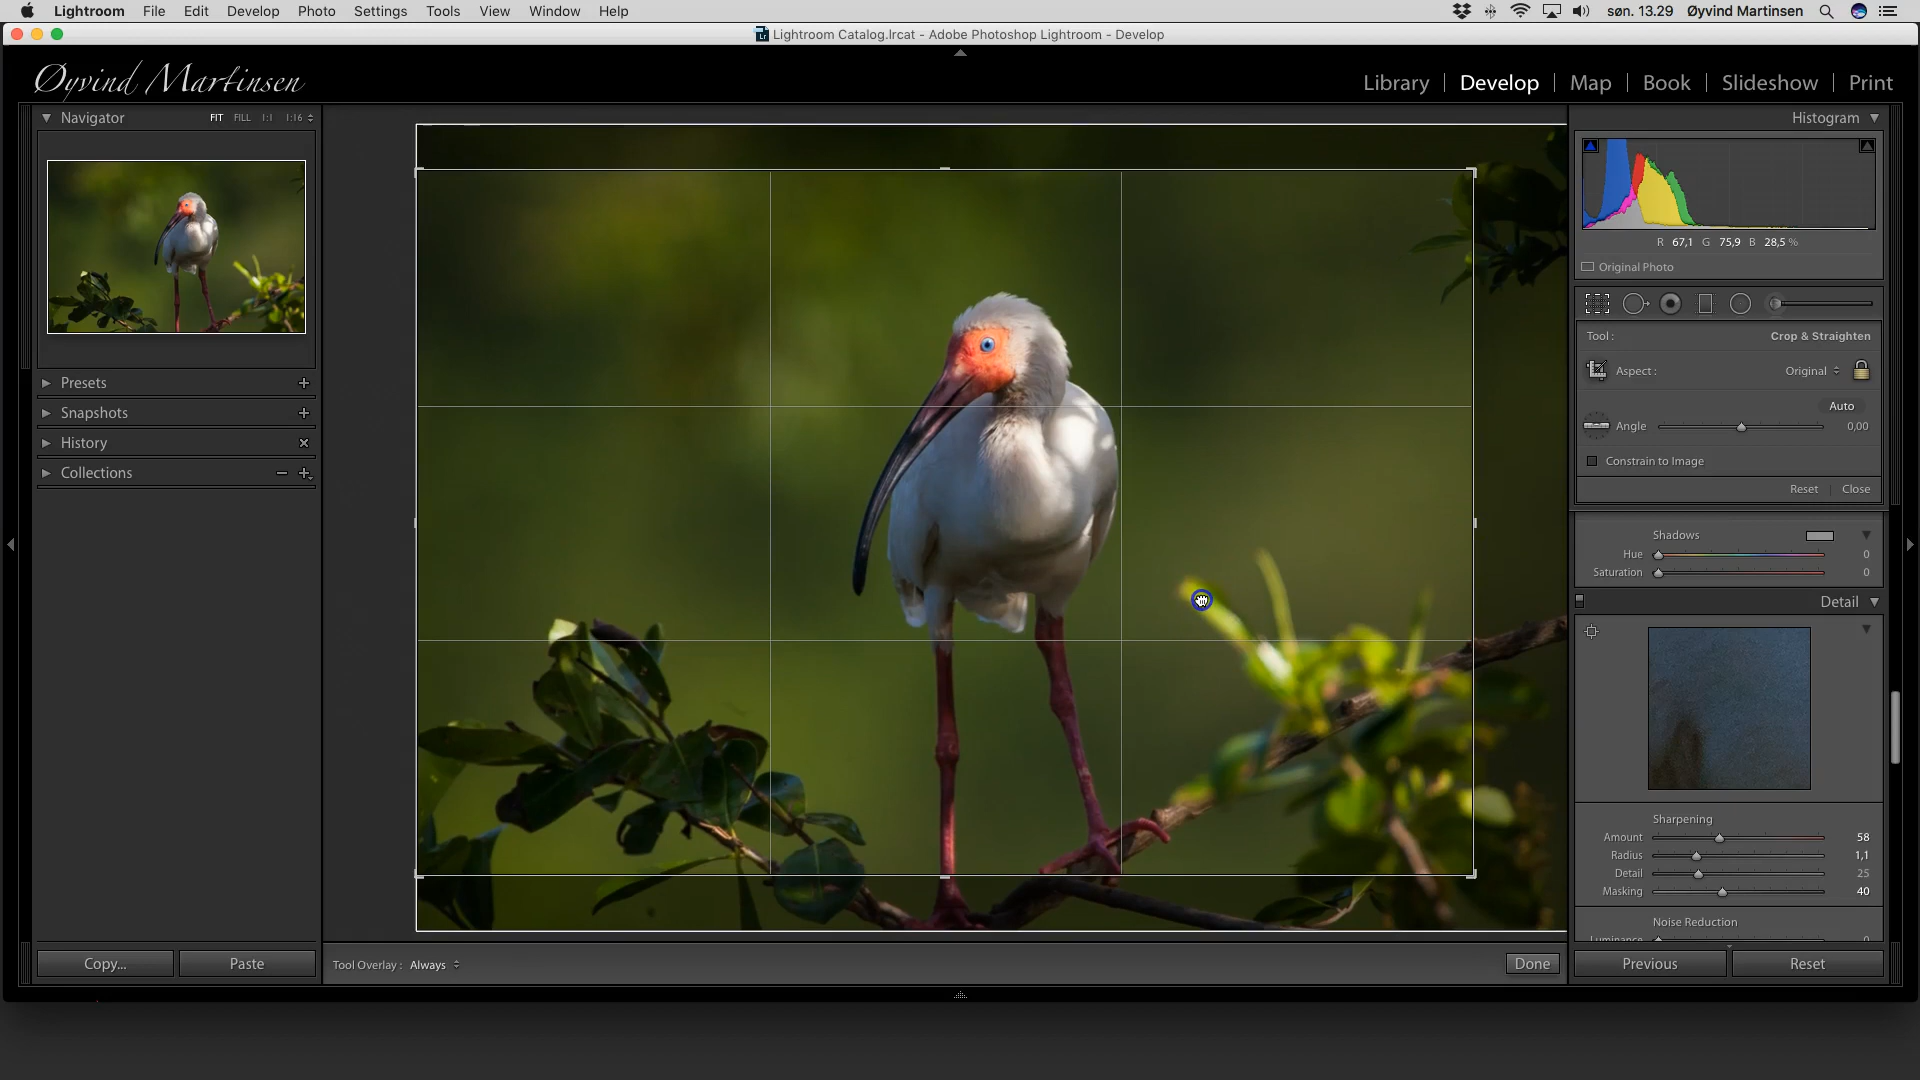 Lightroom File Edit Develop Photo Settings Tools View Window Help søn. 13.29 Øyvind Martinsen
Lr Lightroom Catalog.lrcat - Adobe Photoshop Lightroom - Develop
Øyvind Martinsen Library | Develop | Map | Book | Slideshow | Print
Navigator FIT FILL 1:1 1:16
Histogram
R 67,1 G 75,9 B 28,5 %
Original Photo
Tool : Crop & Straighten
Aspect : Original
Auto
Angle 0,00
Constrain to Image
Reset | Close
Presets
Snapshots
History
Collections
Shadows
Hue 0
Saturation 0
Detail
Sharpening
Amount 58
Radius 1,1
Detail 25
Masking 40
Noise Reduction
Luminance 0
Copy... Paste
Tool Overlay : Always
Done
Previous Reset